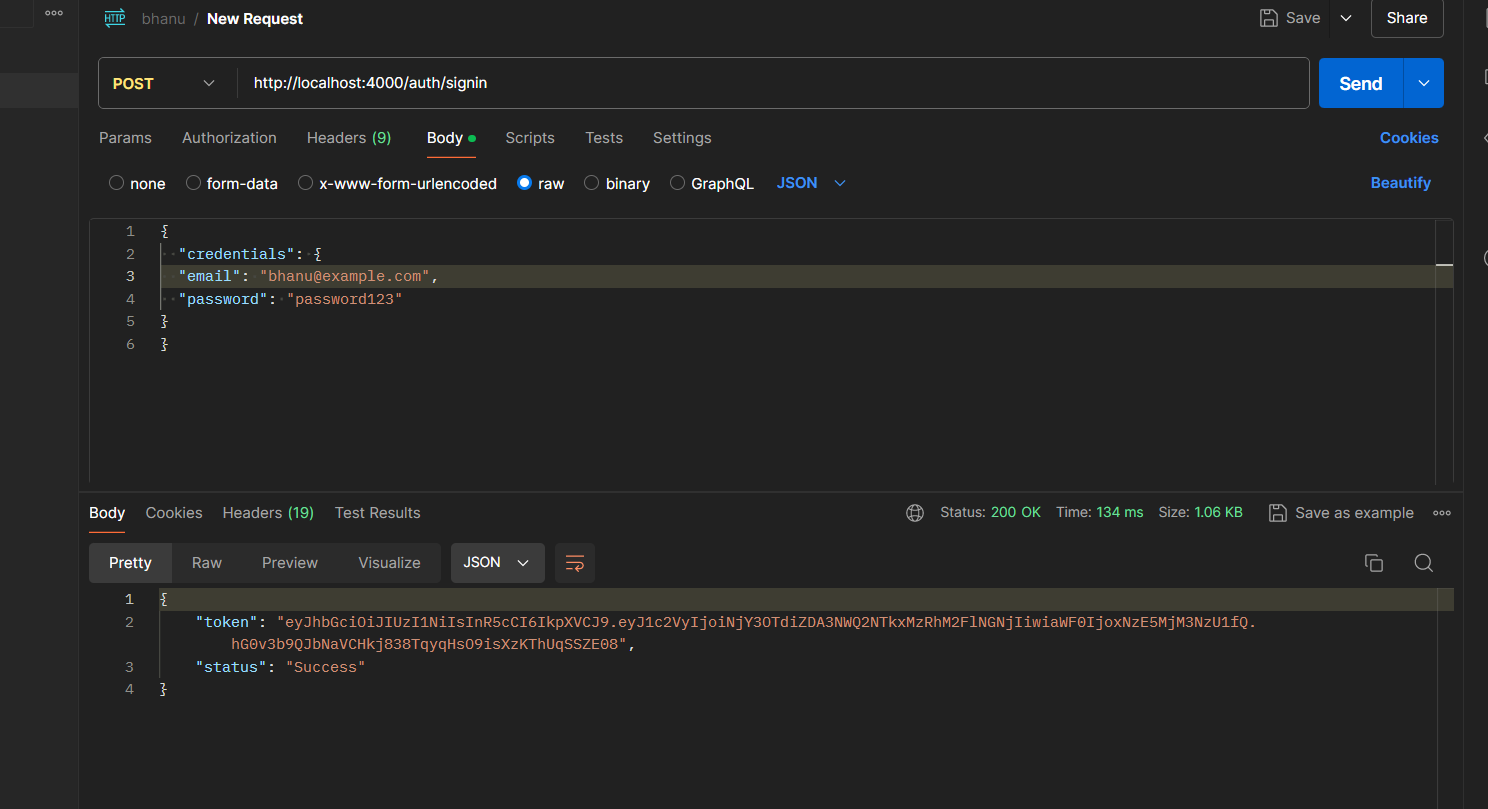 bhanu / New Request
Save
Share
POST
http://localhost:4000/auth/signin
Send
Params Authorization Headers (9) Body Scripts Tests Settings
Cookies
none form-data x-www-form-urlencoded raw binary GraphQL JSON
Beautify
1 {
2 "credentials": {
3 "email": "bhanu@example.com",
4 "password": "password123"
5 }
6 }
Body Cookies Headers (19) Test Results
Status: 200 OK Time: 134 ms Size: 1.06 KB
Save as example
Pretty Raw Preview Visualize JSON
1 {
2 "token": "eyJhbGciOiJIUzI1NiIsInR5cCI6IkpXVCJ9.eyJ1c2VyIjoiNjY3OTdiZDA3NWQ2NTkxMzRhM2FlNGNjIiwiaWF0IjoxNzE5MjM3NzU1fQ.
hG0v3b9QJbNaVCHkj838TqyqHsO9isXzKThUqSSZE08",
3 "status": "Success"
4 }